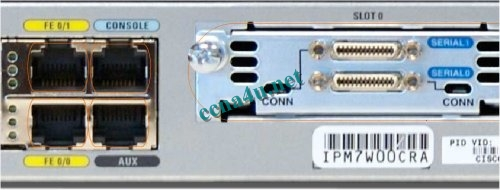 FE 0/1
CONSOLE
SLOT 0
SERIAL1
SERIAL0
CONN
CONN
FE 0/0
AUX
IPM7W00CRA
PID VID:
CISCO
ccna4u.net